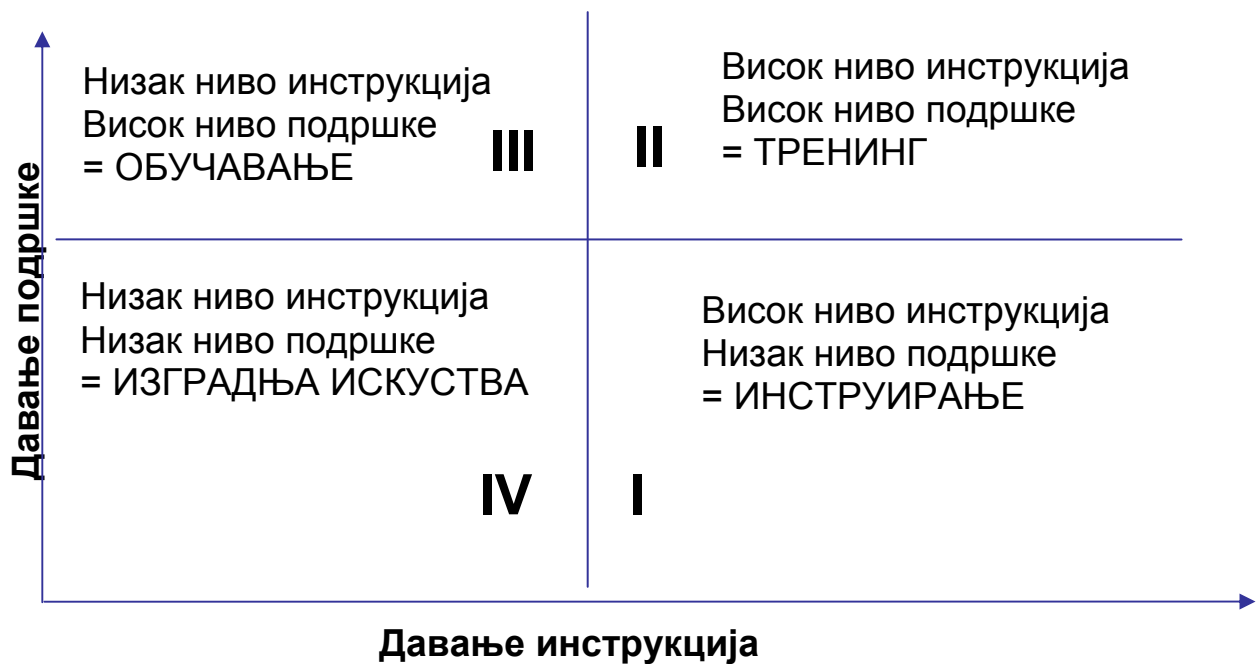 Низак ниво инструкција
Висок ниво подршке
= ОБУЧАВАЊЕ
III
II
Висок ниво инструкција
Висок ниво подршке
= ТРЕНИНГ
Давање подршке
Низак ниво инструкција
Низак ниво подршке
= ИЗГРАДЊА ИСКУСТВА
IV
I
Висок ниво инструкција
Низак ниво подршке
= ИНСТРУИРАЊЕ
Давање инструкција